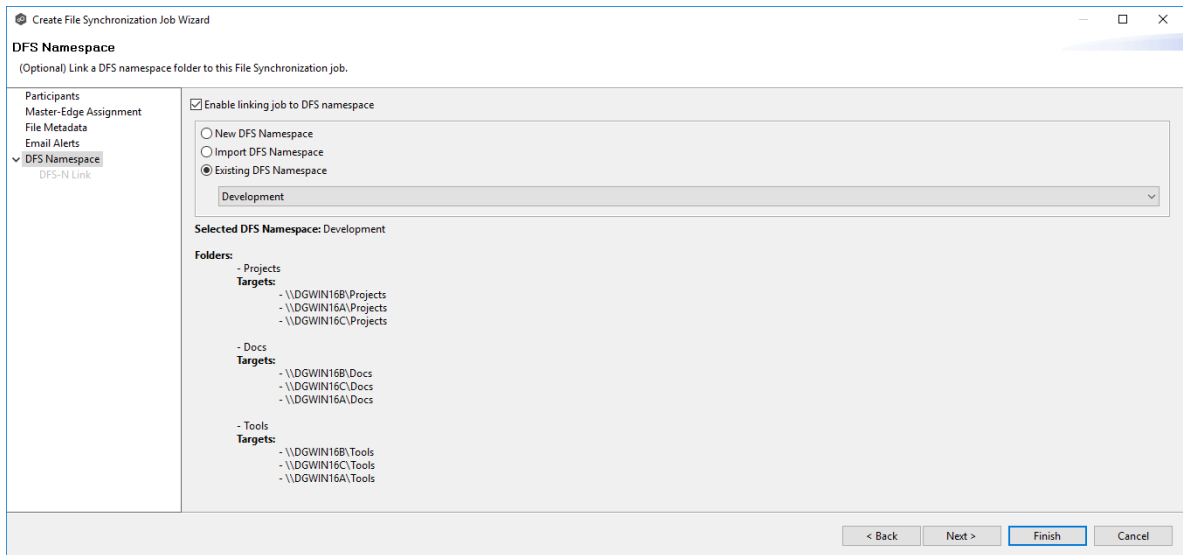 Create File Synchronization Job Wizard
DFS Namespace
(Optional) Link a DFS namespace folder to this File Synchronization job.
Participants
Master-Edge Assignment
File Metadata
Email Alerts
DFS Namespace
DFS-N Link
Enable linking job to DFS namespace
New DFS Namespace
Import DFS Namespace
Existing DFS Namespace
Development
Selected DFS Namespace: Development
Folders:
- Projects
Targets:
- \\DGWIN16B\Projects
- \\DGWIN16A\Projects
- \\DGWIN16C\Projects
- Docs
Targets:
- \\DGWIN16B\Docs
- \\DGWIN16C\Docs
- \\DGWIN16A\Docs
- Tools
Targets:
- \\DGWIN16B\Tools
- \\DGWIN16C\Tools
- \\DGWIN16A\Tools
< Back Next > Finish Cancel